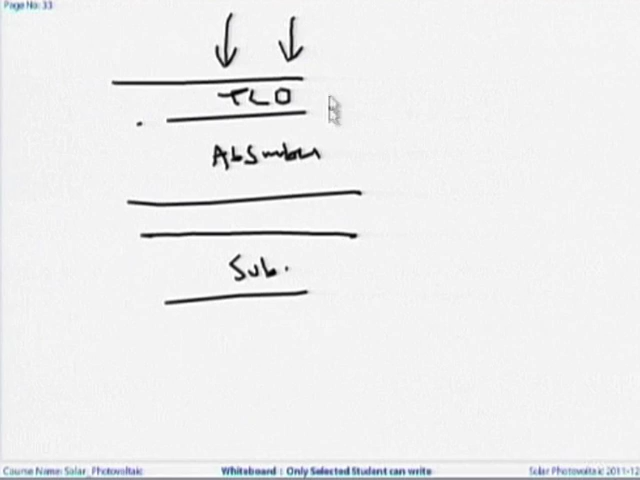 Page No: 33
TCO
Absorber
Sub.
Course Name: Solar_Photovoltaic
Whiteboard : Only Selected Student can write
Solar Photovoltaic 2011-12